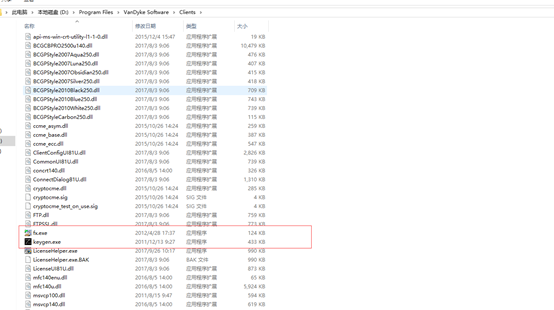 此电脑 › 本地磁盘 (D:) › Program Files › VanDyke Software › Clients ›
名称 修改日期 类型 大小
api-ms-win-crt-utility-l1-1-0.dll 2015/12/4 15:47 应用程序扩展 19 KB
BCGCBPRO2500u140.dll 2017/8/3 9:06 应用程序扩展 10,479 KB
BCGPStyle2007Aqua250.dll 2017/8/3 9:06 应用程序扩展 476 KB
BCGPStyle2007Luna250.dll 2017/8/3 9:06 应用程序扩展 407 KB
BCGPStyle2007Obsidian250.dll 2017/8/3 9:06 应用程序扩展 415 KB
BCGPStyle2007Silver250.dll 2017/8/3 9:06 应用程序扩展 418 KB
BCGPStyle2010Black250.dll 2017/8/3 9:06 应用程序扩展 709 KB
BCGPStyle2010Blue250.dll 2017/8/3 9:06 应用程序扩展 743 KB
BCGPStyle2010White250.dll 2017/8/3 9:06 应用程序扩展 739 KB
BCGPStyleCarbon250.dll 2017/8/3 9:06 应用程序扩展 115 KB
ccme_asym.dll 2015/10/26 14:24 应用程序扩展 259 KB
ccme_base.dll 2015/10/26 14:24 应用程序扩展 387 KB
ccme_ecc.dll 2015/10/26 14:24 应用程序扩展 547 KB
ClientConfigUI81U.dll 2017/8/3 9:06 应用程序扩展 2,826 KB
CommonUI81U.dll 2017/8/3 9:06 应用程序扩展 739 KB
concrt140.dll 2016/8/5 14:00 应用程序扩展 326 KB
ConnectDialog81U.dll 2017/8/3 9:06 应用程序扩展 1,310 KB
cryptocme.dll 2015/10/26 14:24 应用程序扩展 285 KB
cryptocme.sig 2015/10/26 14:24 SIG 文件 4 KB
cryptocme_test_on_use.sig 2015/10/26 14:24 SIG 文件 4 KB
FTP.dll 2017/8/3 9:06 应用程序扩展 759 KB
FTPSSL.dll 2017/8/3 9:06 应用程序扩展 773 KB
fx.exe 2012/4/28 17:37 应用程序 124 KB
keygen.exe 2011/12/13 9:27 应用程序 433 KB
LicenseHelper.exe 2017/9/26 10:17 应用程序 990 KB
LicenseHelper.exe.BAK 2017/8/3 9:06 BAK 文件 990 KB
LicenseUI81U.dll 2017/8/3 9:06 应用程序扩展 873 KB
mfc140enu.dll 2016/8/5 14:00 应用程序扩展 65 KB
mfc140u.dll 2016/8/5 14:00 应用程序扩展 5,924 KB
msvcp100.dll 2011/8/15 9:47 应用程序扩展 594 KB
msvcp140.dll 2016/8/5 14:00 应用程序扩展 619 KB